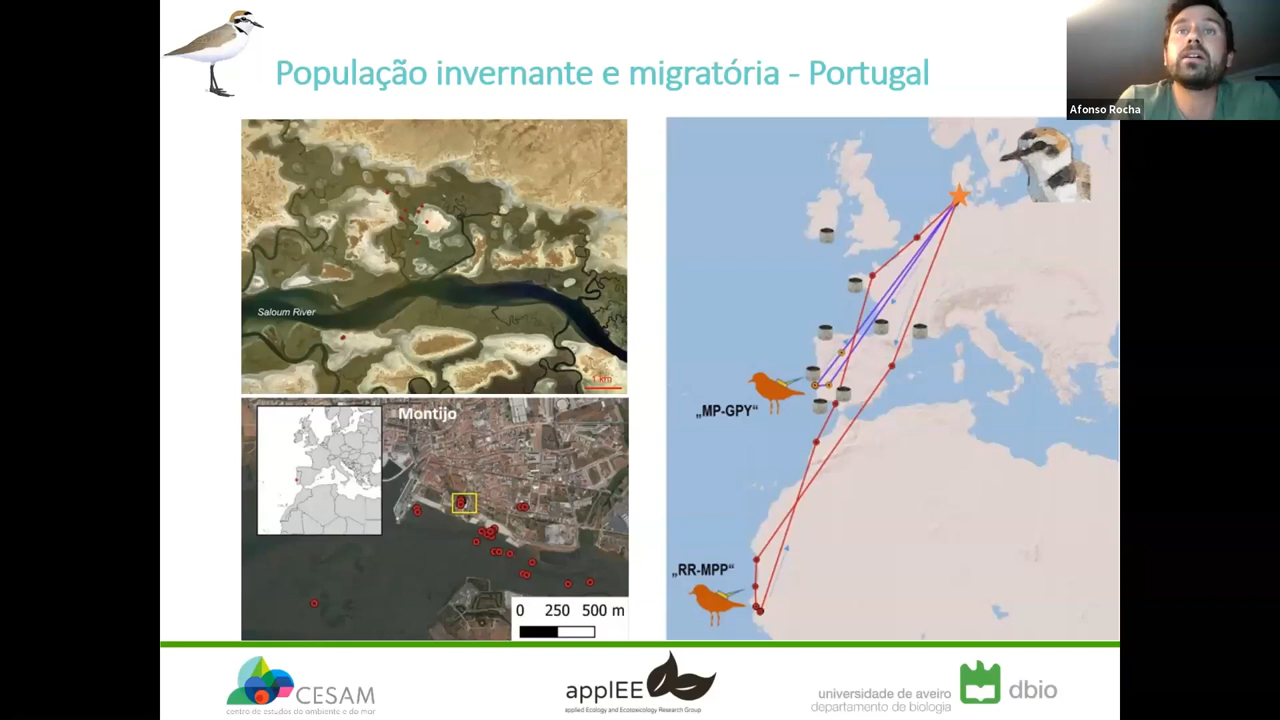 População invernante e migratória - Portugal
Afonso Rocha
Saloum River
1 km
Montijo
0 250 500 m
„MP-GPY“
„RR-MPP“
CESAM
centro de estudos do ambiente e do mar
applEE
applied Ecology and Ecotoxicology Research Group
universidade de aveiro
departamento de biologia
dbio